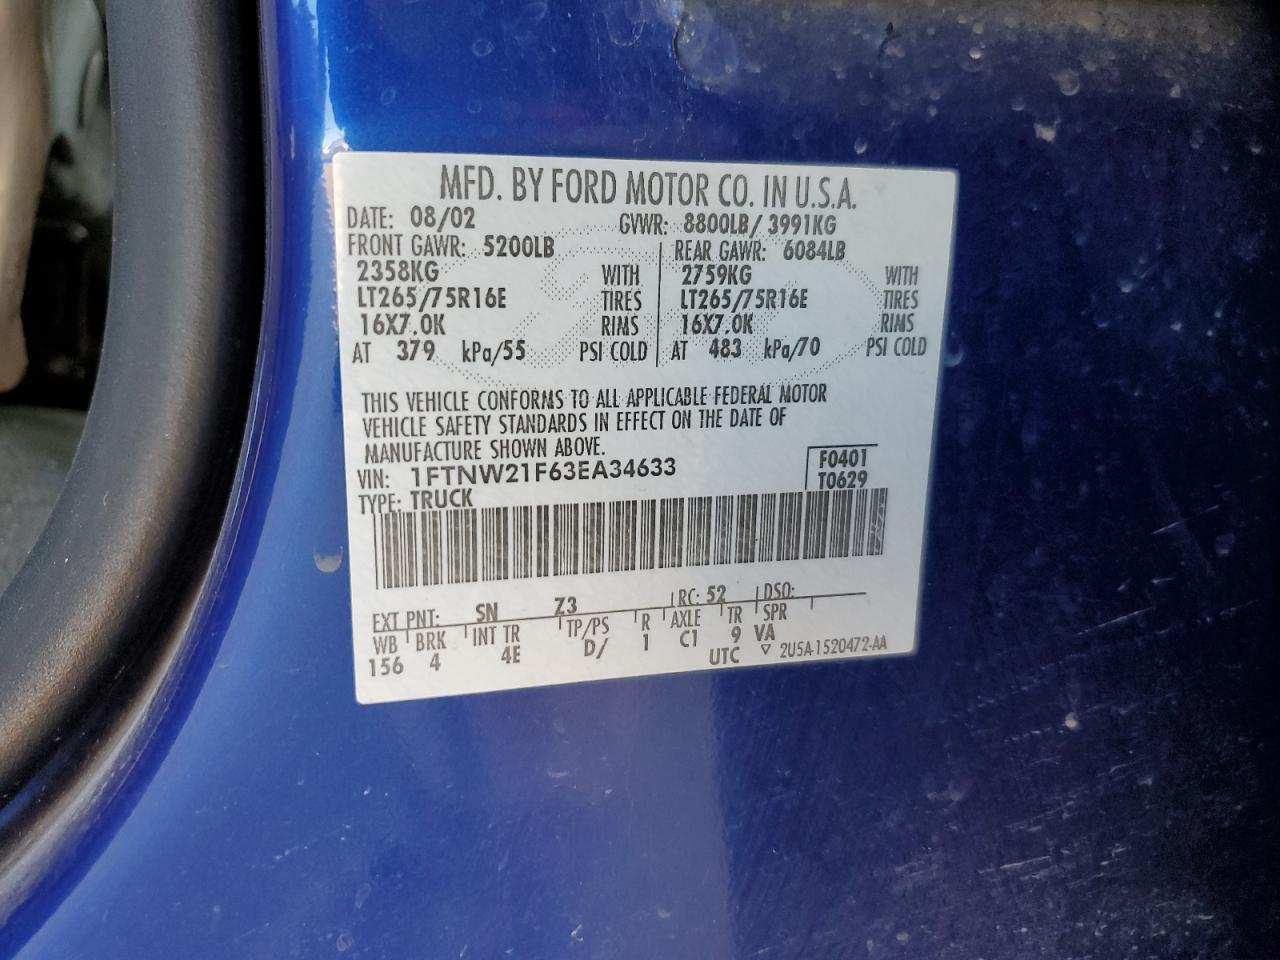 MFD. BY FORD MOTOR CO. IN U.S.A.
DATE: 08/02 GVWR: 8800LB/ 3991KG
FRONT GAWR: 5200LB REAR GAWR: 6084LB
2358KG WITH 2759KG WITH
LT265/75R16E TIRES LT265/75R16E TIRES
16X7.0K RIMS 16X7.0K RIMS
AT 379 kPa/55 PSI COLD AT 483 kPa/70 PSI COLD
THIS VEHICLE CONFORMS TO ALL APPLICABLE FEDERAL MOTOR
VEHICLE SAFETY STANDARDS IN EFFECT ON THE DATE OF
MANUFACTURE SHOWN ABOVE.
VIN: 1FTNW21F63EA34633 F0401
TYPE: TRUCK T0629
EXT PNT: SN Z3 RC: 52 DSO:
WB BRK INT TR TP/PS R AXLE TR SPR
156 4 4E D/ 1 C1 9 VA
UTC ▽ 2U5A-1520472-AA